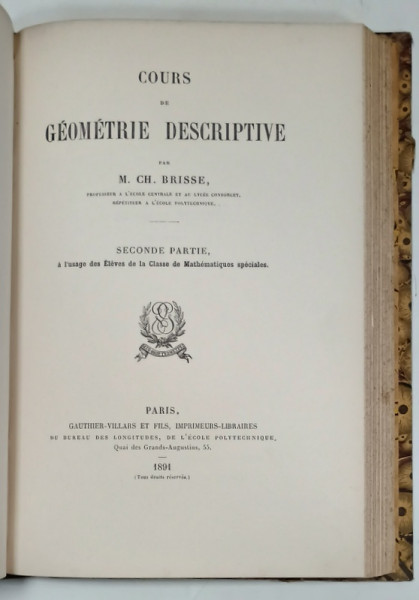 COURS
DE
GÉOMÉTRIE DESCRIPTIVE
PAR
M. CH. BRISSE,
PROFESSEUR A L'ÉCOLE CENTRALE ET AU LYCÉE CONDORCET,
RÉPÉTITEUR A L'ÉCOLE POLYTECHNIQUE.
SECONDE PARTIE,
à l'usage des Élèves de la Classe de Mathématiques spéciales.
PARIS,
GAUTHIER-VILLARS ET FILS, IMPRIMEURS-LIBRAIRES
DU BUREAU DES LONGITUDES, DE L'ÉCOLE POLYTECHNIQUE,
Quai des Grands-Augustins, 55.
1891
(Tous droits réservés.)